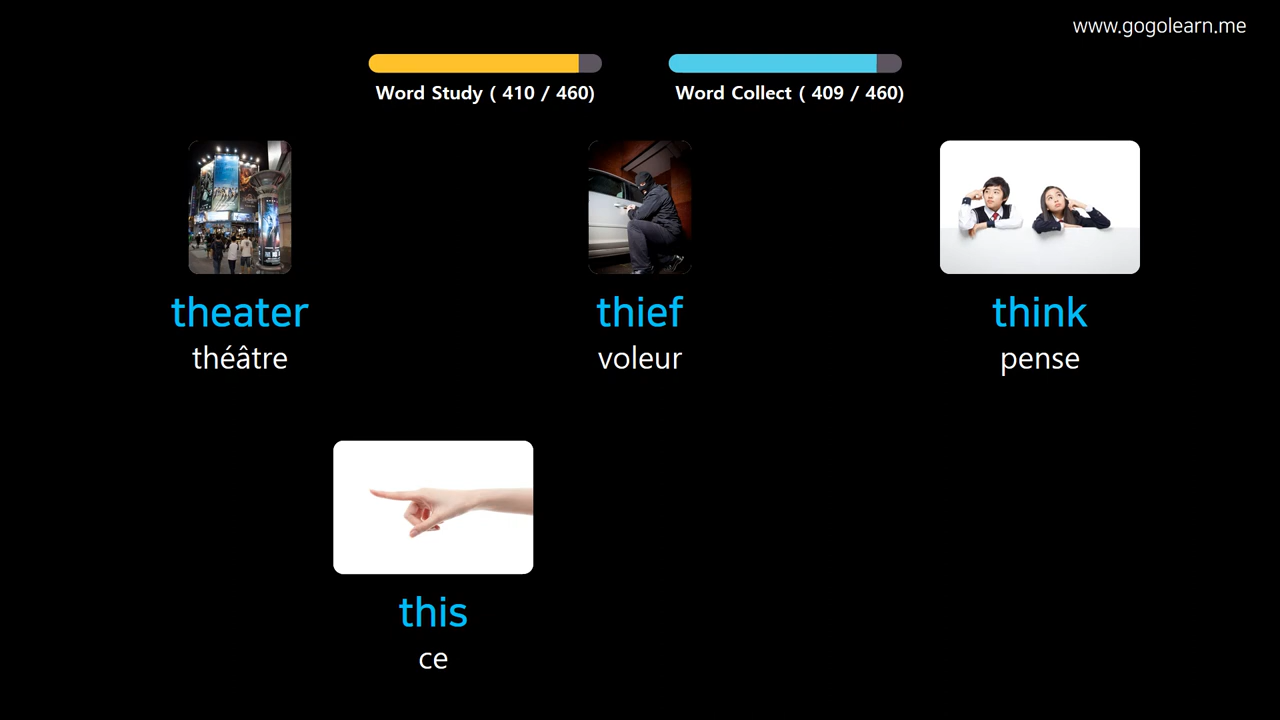 www.gogolearn.me
Word Study ( 410 / 460)
Word Collect ( 409 / 460)
theater
théâtre
thief
voleur
think
pense
this
ce